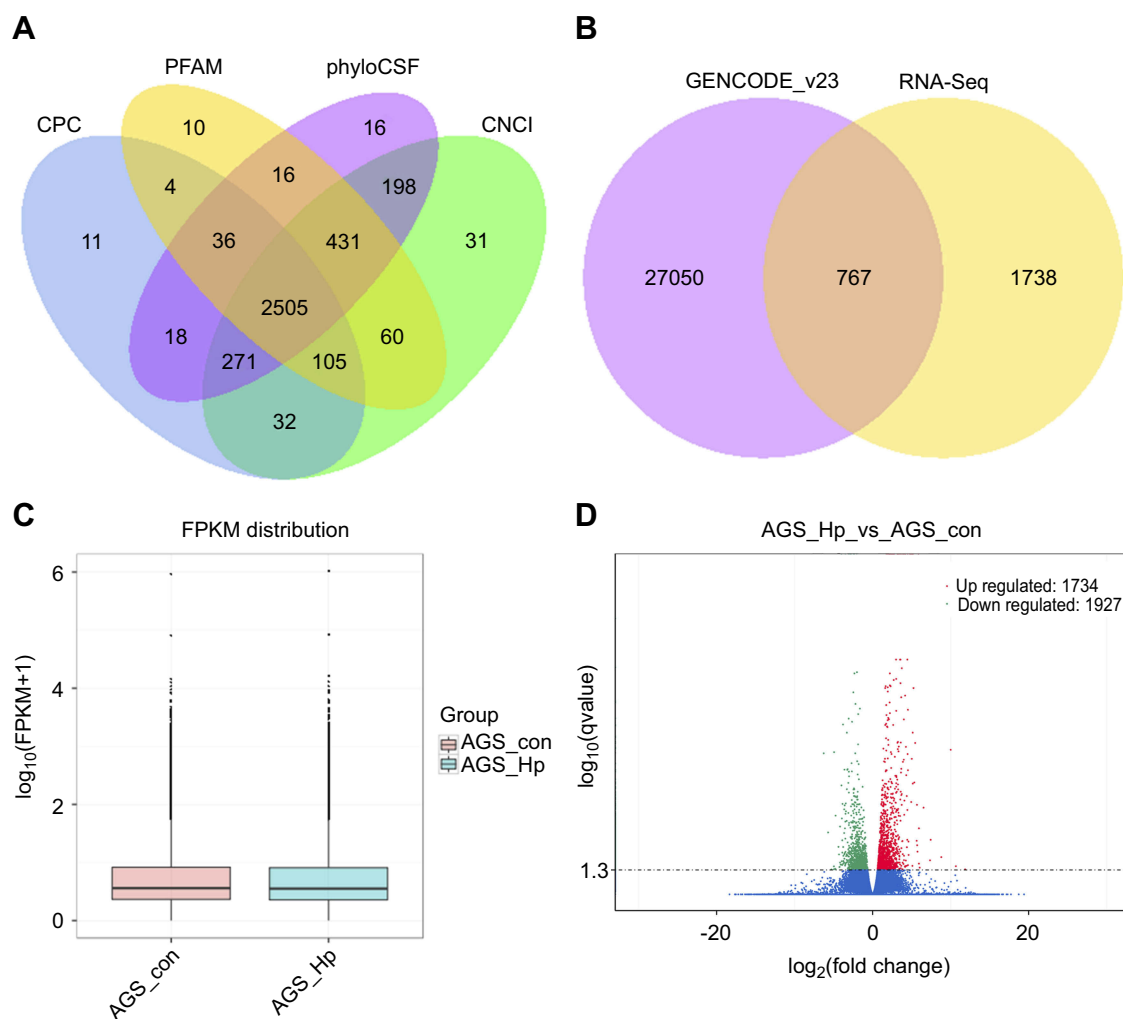 A
PFAM
phyloCSF
CPC
CNCI
10
16
4
16
198
11
36
431
31
2505
18
60
271
105
32
B
GENCODE_v23
RNA-Seq
27050
767
1738
C
FPKM distribution
log10(FPKM+1)
6
4
2
0
AGS_con
AGS_Hp
Group
AGS_con
AGS_Hp
D
AGS_Hp_vs_AGS_con
Up regulated: 1734
Down regulated: 1927
log10(qvalue)
1.3
-20
0
20
log2(fold change)